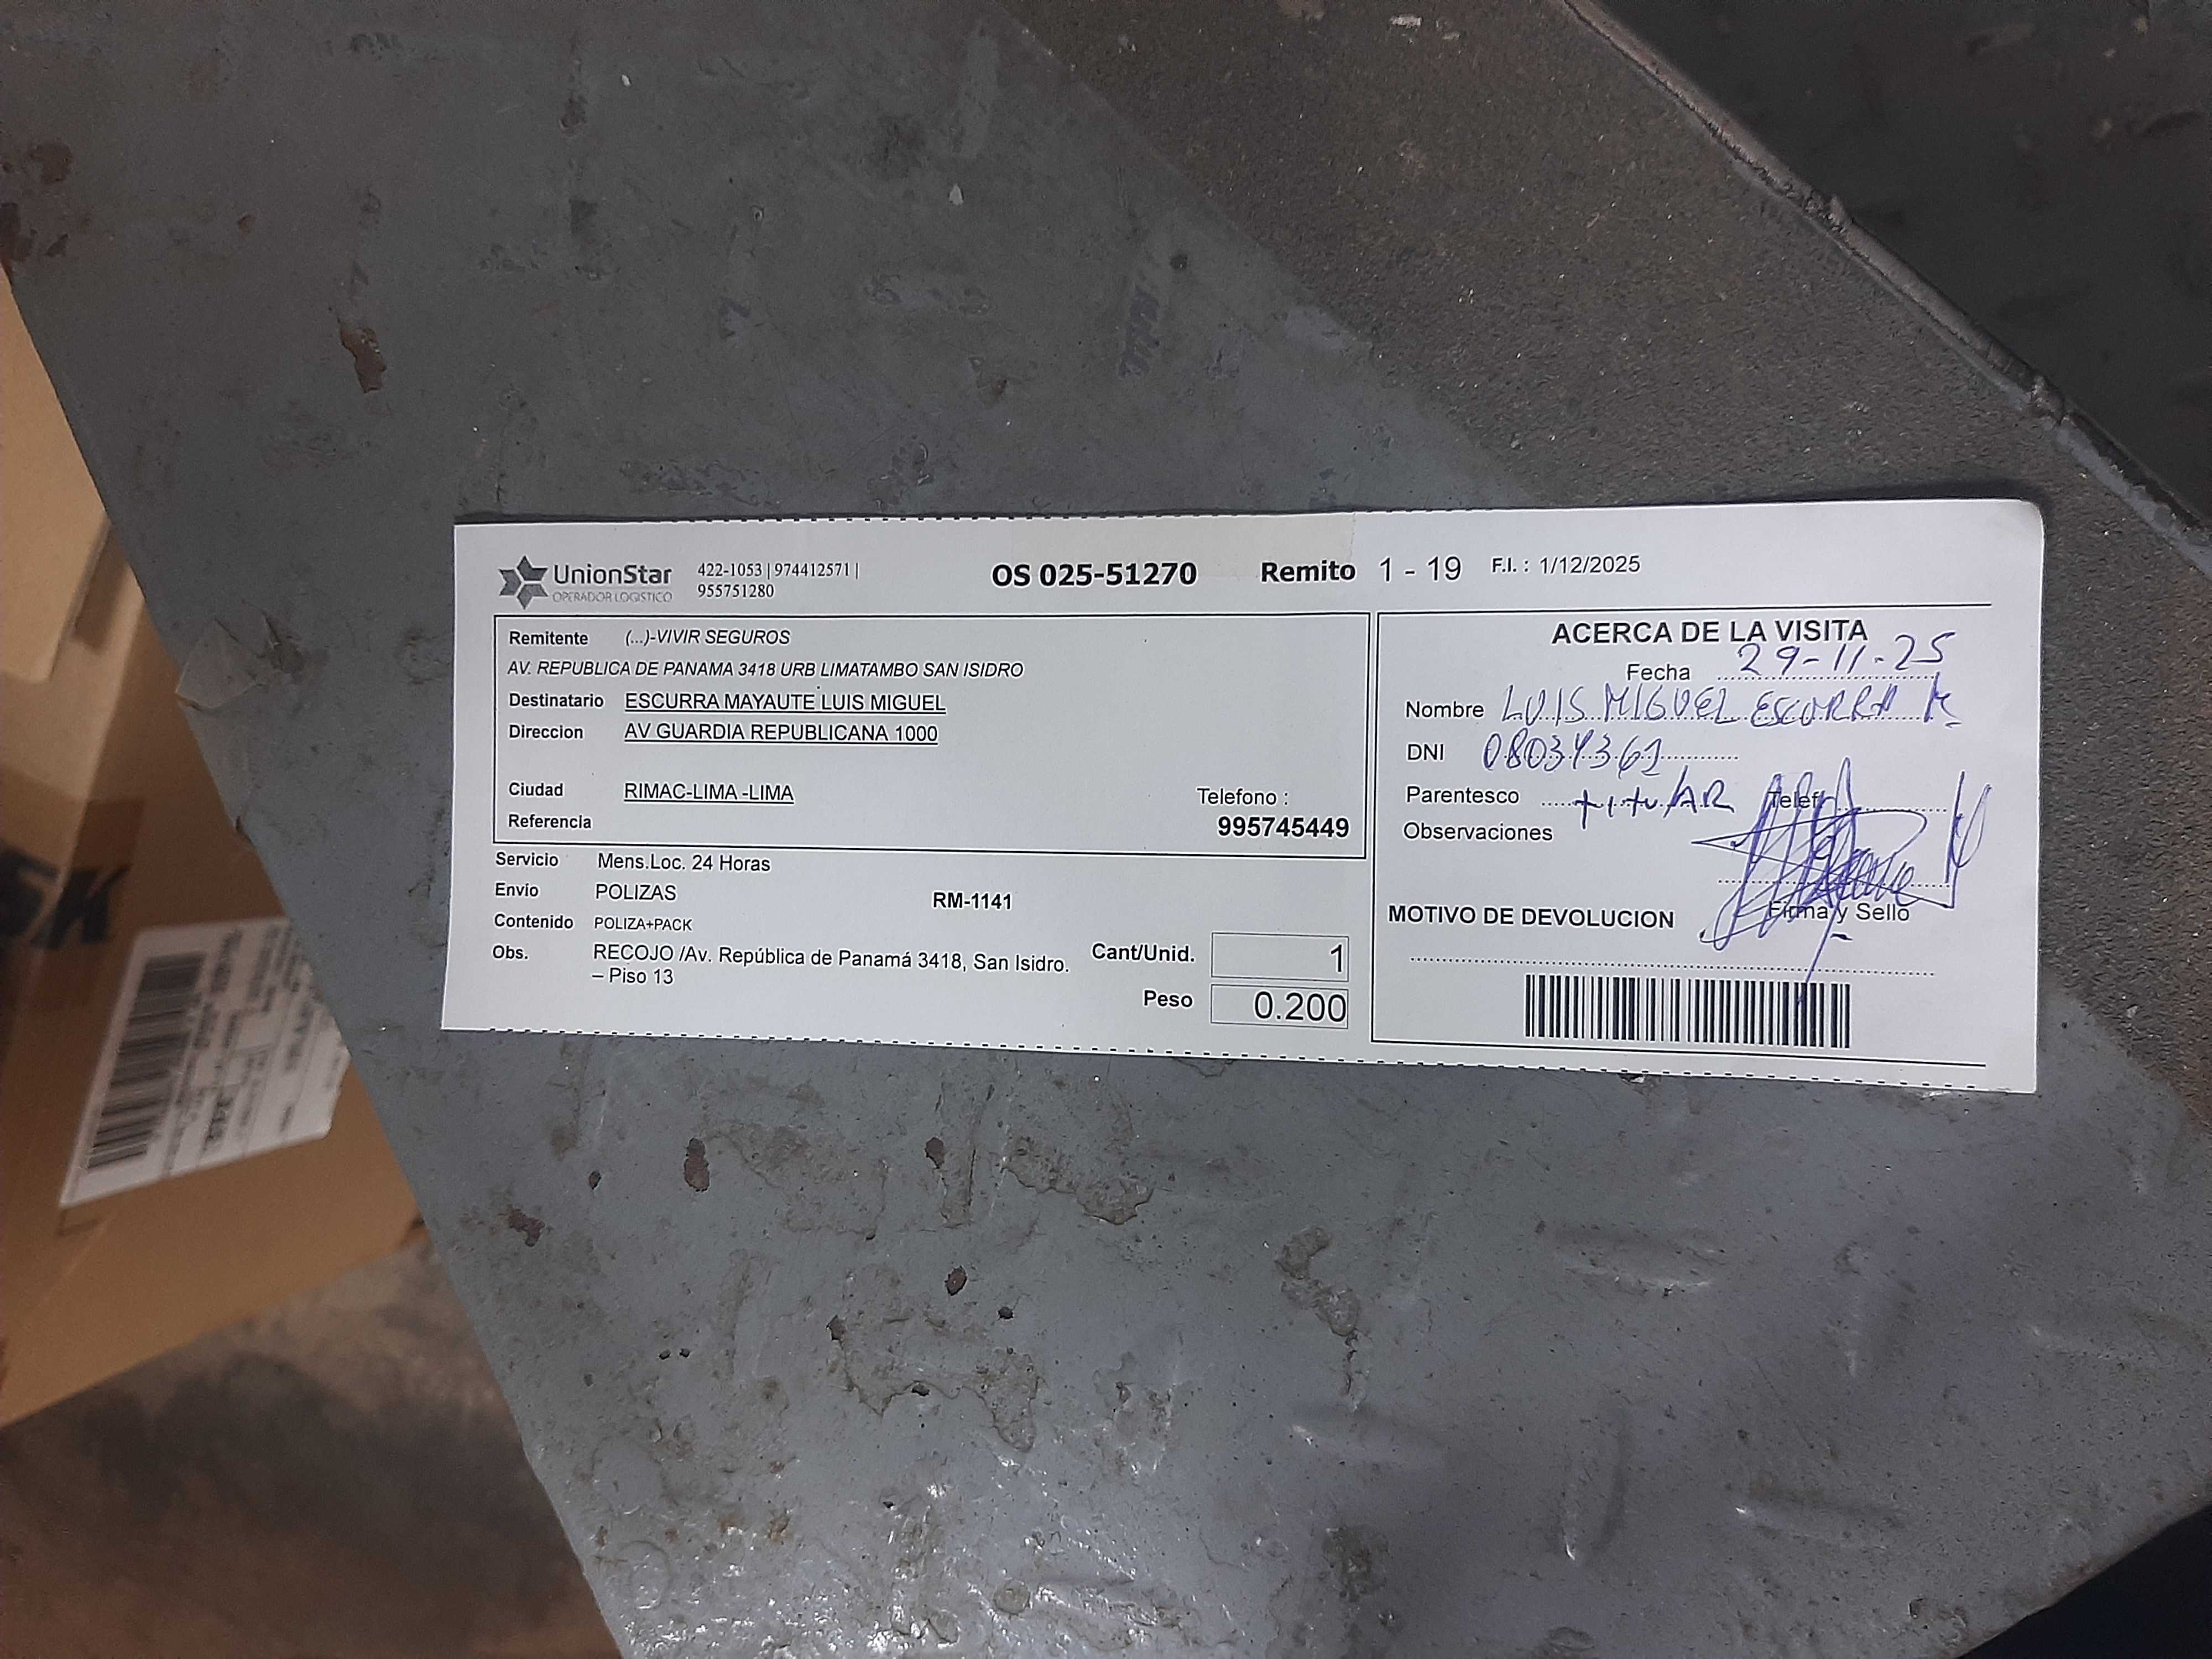 UnionStar
OPERADOR LOGISTICO
422-1053 | 974412571 |
955751280
OS 025-51270 Remito 1 - 19 F.I. : 1/12/2025
Remitente (...)-VIVIR SEGUROS
AV. REPUBLICA DE PANAMA 3418 URB LIMATAMBO SAN ISIDRO
Destinatario ESCURRA MAYAUTE LUIS MIGUEL
Direccion AV GUARDIA REPUBLICANA 1000
Ciudad RIMAC-LIMA -LIMA
Telefono :
Referencia 995745449
Servicio Mens.Loc. 24 Horas
Envío POLIZAS RM-1141
Contenido POLIZA+PACK
Obs. RECOJO /Av. República de Panamá 3418, San Isidro.
– Piso 13
Cant/Unid. 1
Peso 0.200
ACERCA DE LA VISITA
Fecha 29-11-25
Nombre LUIS MIGUEL ESCURRA M.
DNI 08034361
Parentesco titulAR Telef
Observaciones
Firma y Sello
MOTIVO DE DEVOLUCION